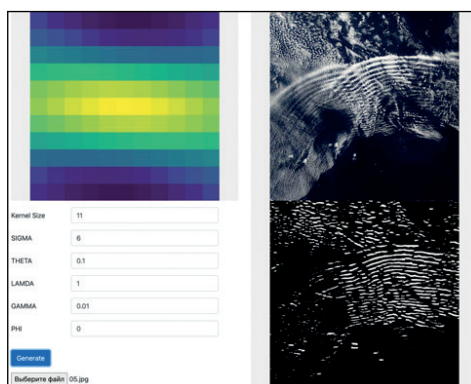 Kernel Size 11
SIGMA 6
THETA 0.1
LAMDA 1
GAMMA 0.01
PHI 0
Generate
Выберите файл 05.jpg